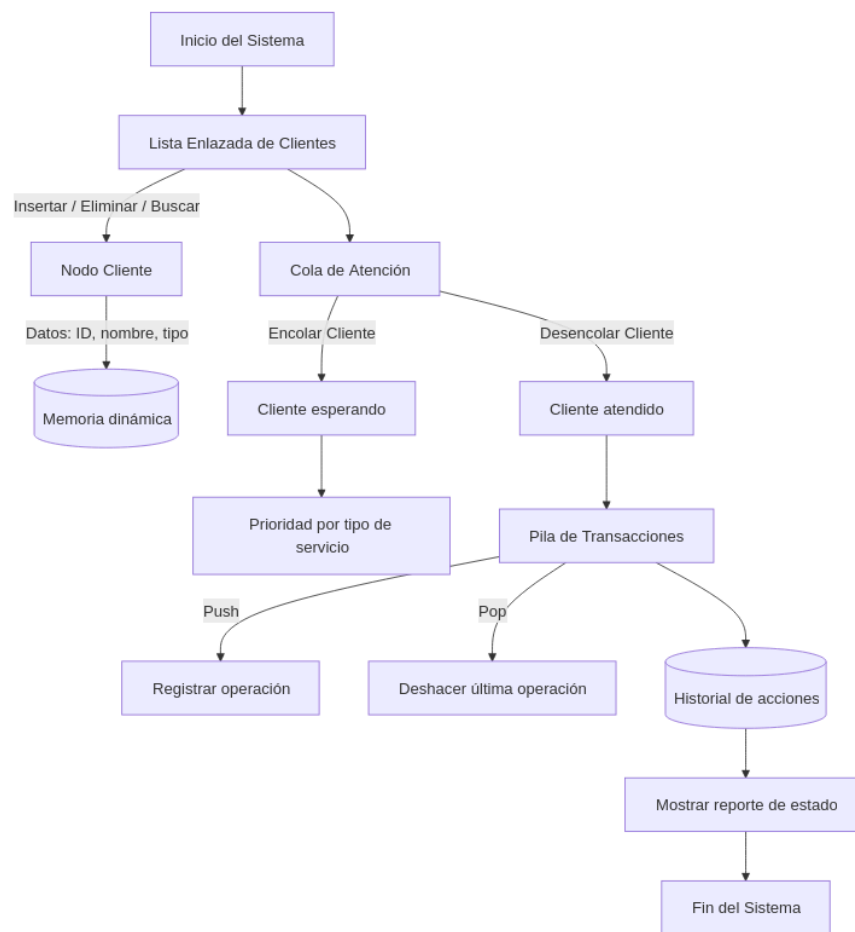 Inicio del Sistema
Lista Enlazada de Clientes
Insertar / Eliminar / Buscar
Nodo Cliente
Cola de Atención
Datos: ID, nombre, tipo
Encolar Cliente
Desencolar Cliente
Memoria dinámica
Cliente esperando
Cliente atendido
Prioridad por tipo de
servicio
Pila de Transacciones
Push
Pop
Registrar operación
Deshacer última operación
Historial de acciones
Mostrar reporte de estado
Fin del Sistema